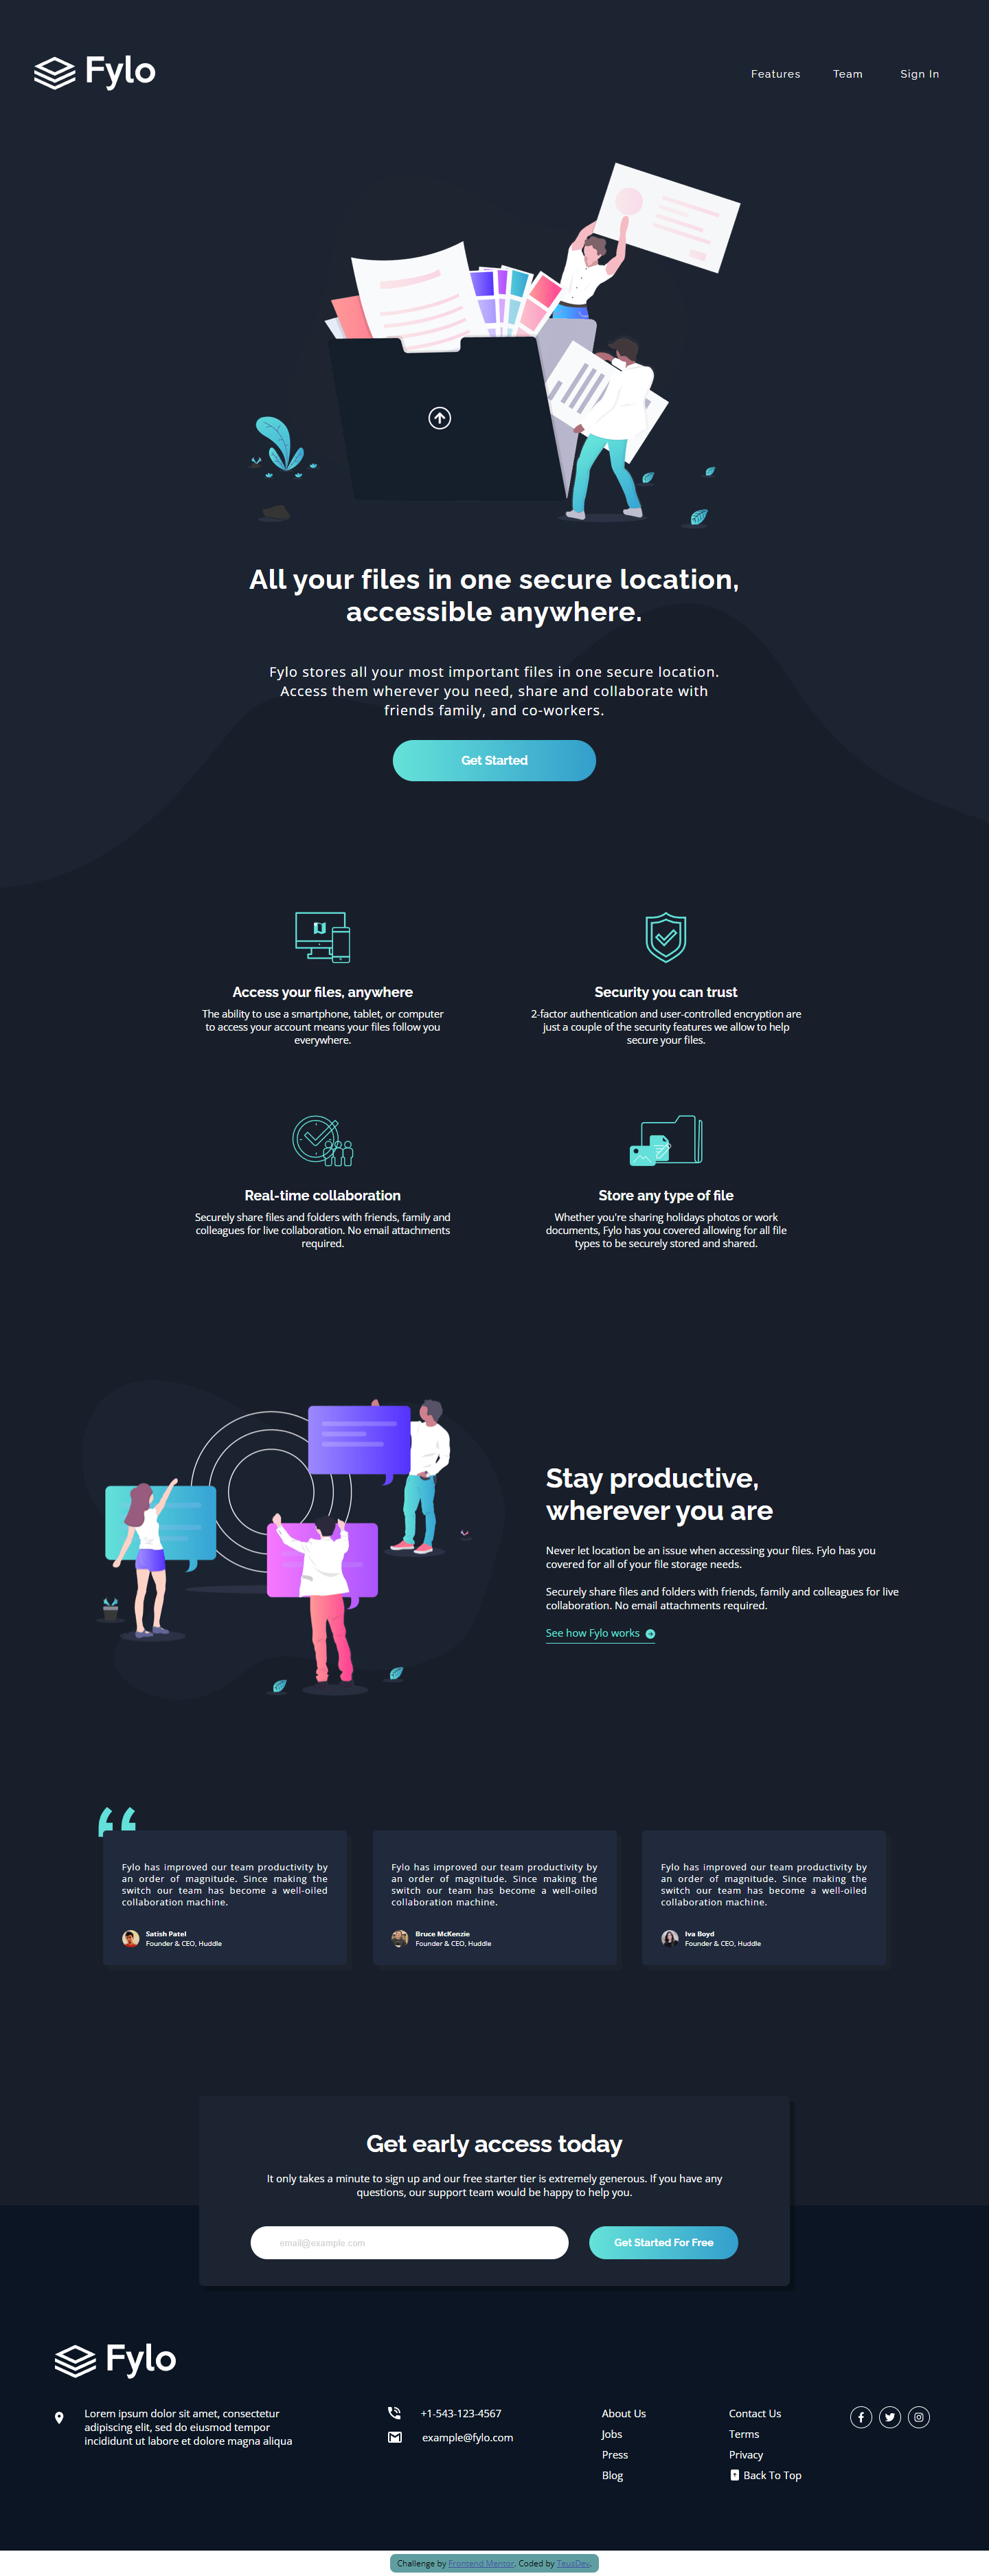 Fylo
Features Team Sign In
All your files in one secure location,
accessible anywhere.
Fylo stores all your most important files in one secure location.
Access them wherever you need, share and collaborate with
friends family, and co-workers.
Get Started
Access your files, anywhere
The ability to use a smartphone, tablet, or computer
to access your account means your files follow you
everywhere.
Security you can trust
2-factor authentication and user-controlled encryption are
just a couple of the security features we allow to help
secure your files.
Real-time collaboration
Securely share files and folders with friends, family and
colleagues for live collaboration. No email attachments
required.
Store any type of file
Whether you're sharing holidays photos or work
documents, Fylo has you covered allowing for all file
types to be securely stored and shared.
Stay productive,
wherever you are
Never let location be an issue when accessing your files. Fylo has you
covered for all of your file storage needs.
Securely share files and folders with friends, family and colleagues for live
collaboration. No email attachments required.
See how Fylo works
Fylo has improved our team productivity by
an order of magnitude. Since making the
switch our team has become a well-oiled
collaboration machine.
Satish Patel
Founder & CEO, Huddle
Fylo has improved our team productivity by
an order of magnitude. Since making the
switch our team has become a well-oiled
collaboration machine.
Bruce McKenzie
Founder & CEO, Huddle
Fylo has improved our team productivity by
an order of magnitude. Since making the
switch our team has become a well-oiled
collaboration machine.
Iva Boyd
Founder & CEO, Huddle
Get early access today
It only takes a minute to sign up and our free starter tier is extremely generous. If you have any
questions, our support team would be happy to help you.
email@example.com
Get Started For Free
Fylo
Lorem ipsum dolor sit amet, consectetur
adipiscing elit, sed do eiusmod tempor
incididunt ut labore et dolore magna aliqua
+1-543-123-4567
example@fylo.com
About Us
Jobs
Press
Blog
Contact Us
Terms
Privacy
Back To Top
Challenge by Frontend Mentor. Coded by TeuxDev.